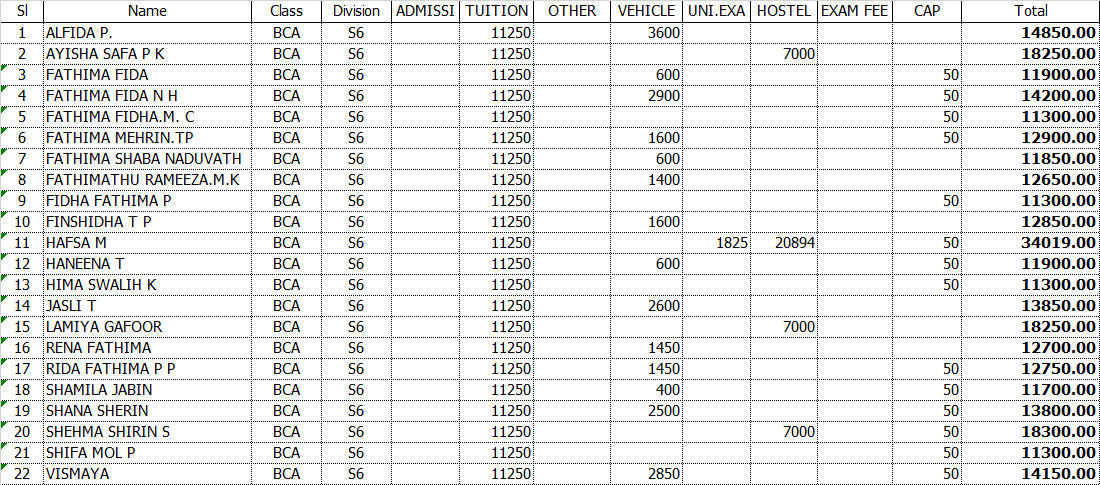 Sl Name Class Division ADMISSI TUITION OTHER VEHICLE UNI.EXA HOSTEL EXAM FEE CAP Total
1 ALFIDA P. BCA S6 11250 3600 14850.00
2 AYISHA SAFA P K BCA S6 11250 7000 18250.00
3 FATHIMA FIDA BCA S6 11250 600 50 11900.00
4 FATHIMA FIDA N H BCA S6 11250 2900 50 14200.00
5 FATHIMA FIDHA.M. C BCA S6 11250 50 11300.00
6 FATHIMA MEHRIN.TP BCA S6 11250 1600 50 12900.00
7 FATHIMA SHABA NADUVATH BCA S6 11250 600 11850.00
8 FATHIMATHU RAMEEZA.M.K BCA S6 11250 1400 12650.00
9 FIDHA FATHIMA P BCA S6 11250 50 11300.00
10 FINSHIDHA T P BCA S6 11250 1600 12850.00
11 HAFSA M BCA S6 11250 1825 20894 50 34019.00
12 HANEENA T BCA S6 11250 600 50 11900.00
13 HIMA SWALIH K BCA S6 11250 50 11300.00
14 JASLI T BCA S6 11250 2600 13850.00
15 LAMIYA GAFOOR BCA S6 11250 7000 18250.00
16 RENA FATHIMA BCA S6 11250 1450 12700.00
17 RIDA FATHIMA P P BCA S6 11250 1450 50 12750.00
18 SHAMILA JABIN BCA S6 11250 400 50 11700.00
19 SHANA SHERIN BCA S6 11250 2500 50 13800.00
20 SHEHMA SHIRIN S BCA S6 11250 7000 50 18300.00
21 SHIFA MOL P BCA S6 11250 50 11300.00
22 VISMAYA BCA S6 11250 2850 50 14150.00